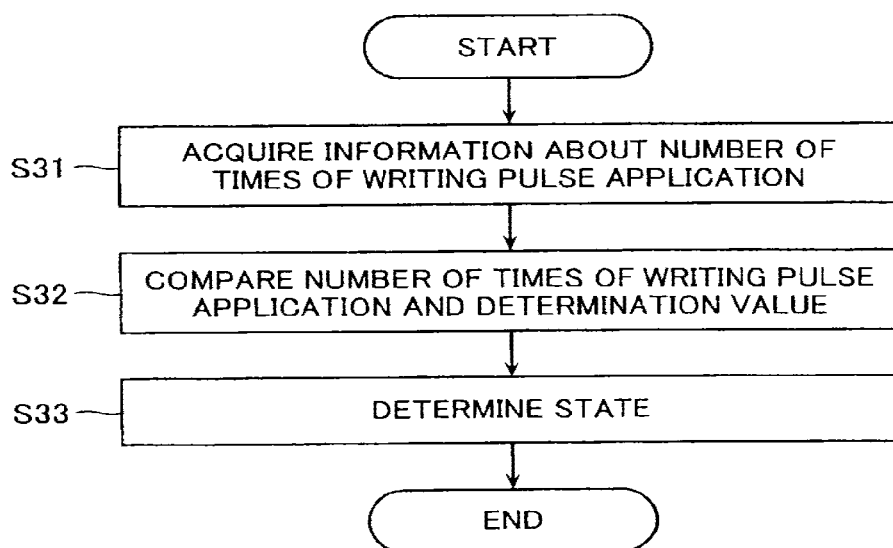 START
S31
ACQUIRE INFORMATION ABOUT NUMBER OF
TIMES OF WRITING PULSE APPLICATION
S32
COMPARE NUMBER OF TIMES OF WRITING PULSE
APPLICATION AND DETERMINATION VALUE
S33
DETERMINE STATE
END